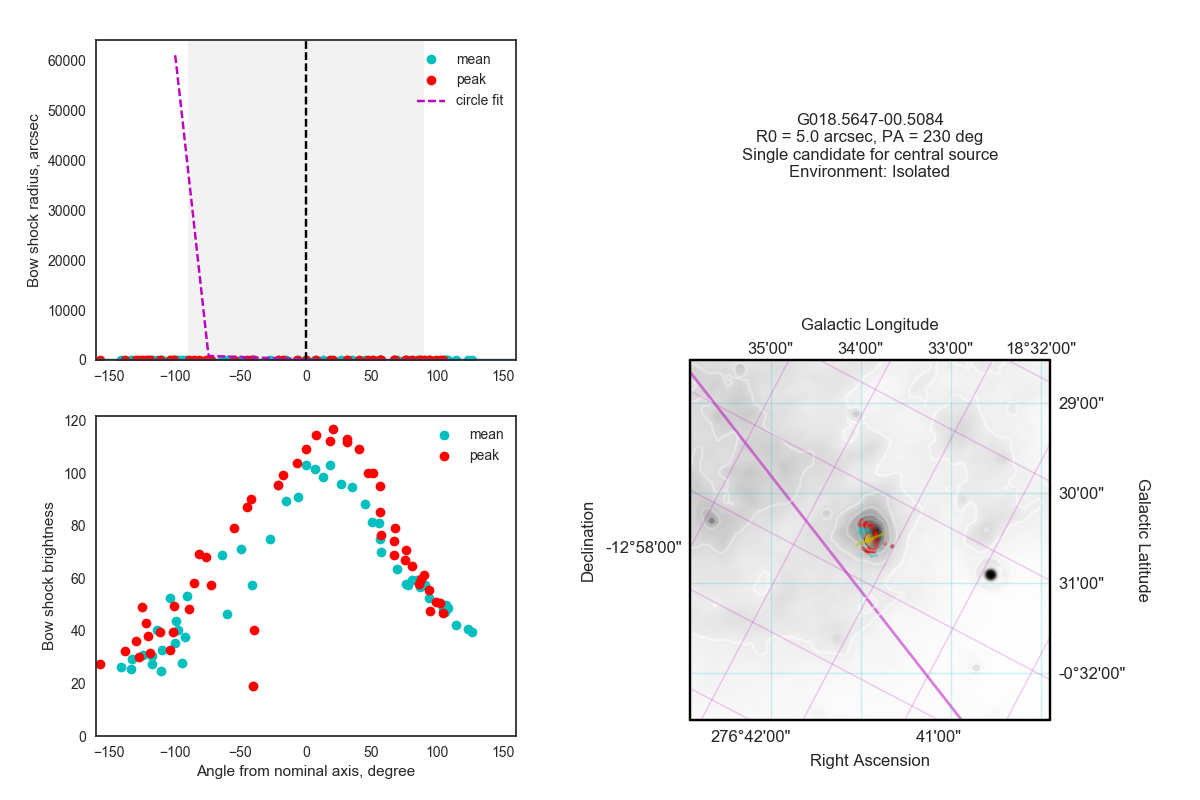 60000
50000
40000
30000
20000
10000
0
Bow shock radius, arcsec
mean
peak
circle fit
−150
−100
−50
0
50
100
150
G018.5647-00.5084
R0 = 5.0 arcsec, PA = 230 deg
Single candidate for central source
Environment: Isolated
120
100
80
60
40
20
0
Bow shock brightness
mean
peak
−150
−100
−50
0
50
100
150
Angle from nominal axis, degree
Galactic Longitude
35'00"
34'00"
33'00"
18°32'00"
29'00"
30'00"
31'00"
-0°32'00"
Galactic Latitude
Declination
-12°58'00"
276°42'00"
41'00"
Right Ascension